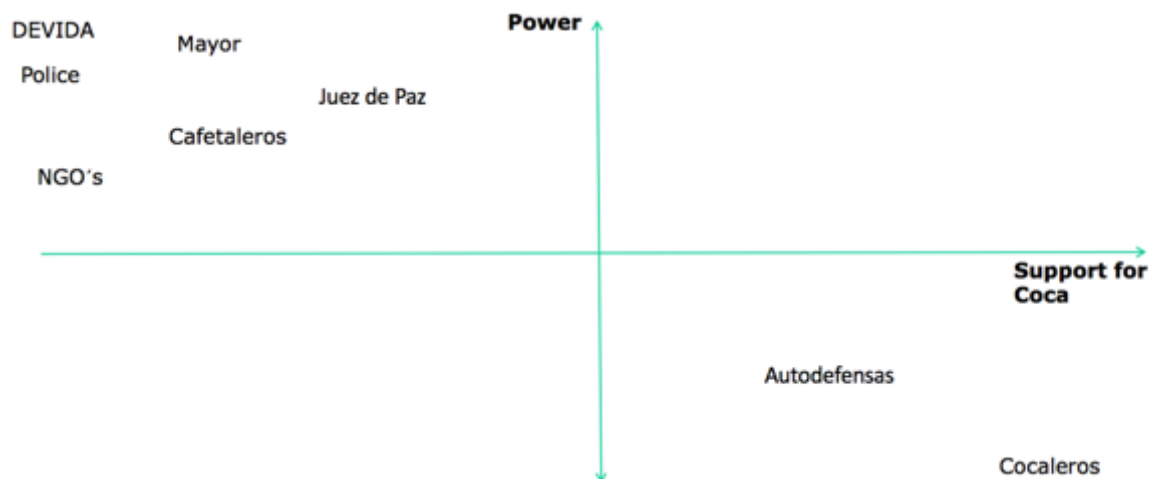 DEVIDA
Mayor
Power
Police
Juez de Paz
Cafetaleros
NGO´s
Support for
Coca
Autodefensas
Cocaleros